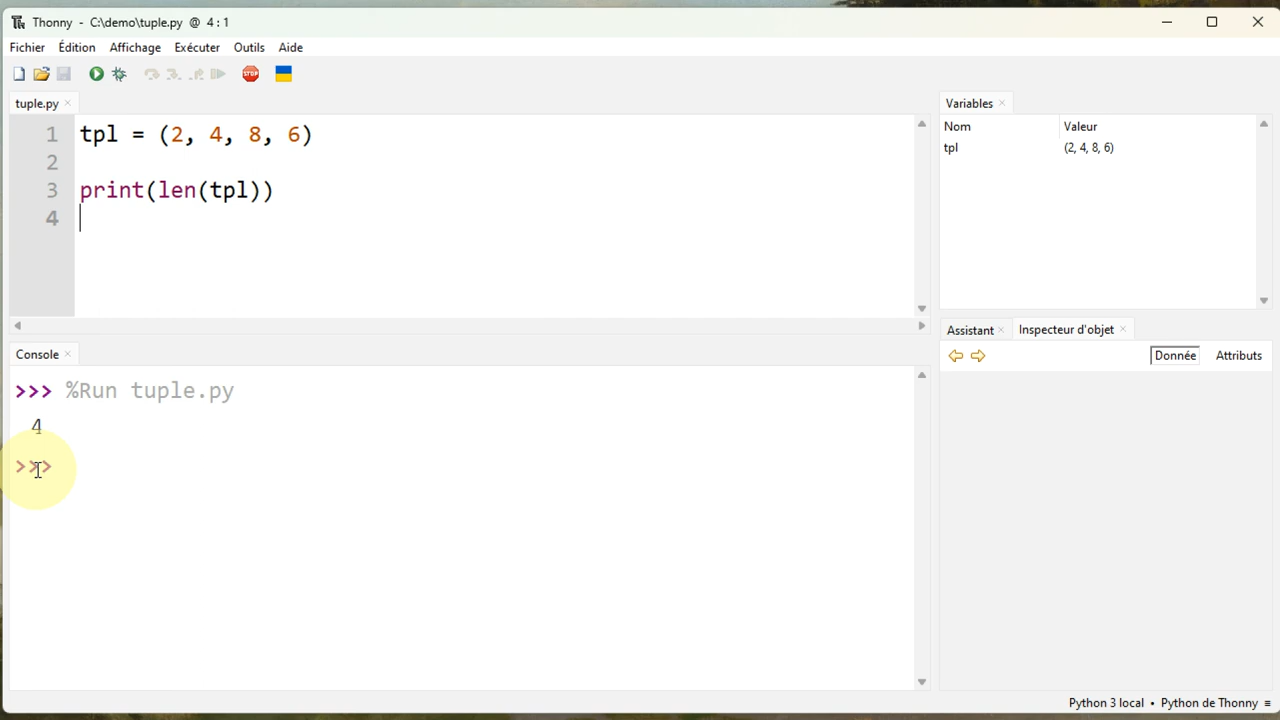 Thonny - C:\demo\tuple.py @ 4:1
Fichier Édition Affichage Exécuter Outils Aide
STOP
tuple.py ×
1 tpl = (2, 4, 8, 6)
2
3 print(len(tpl))
4
Console ×
>>> %Run tuple.py
4
>>>
Variables ×
Nom Valeur
tpl (2, 4, 8, 6)
Assistant × Inspecteur d'objet ×
Donnée Attributs
Python 3 local • Python de Thonny ≡